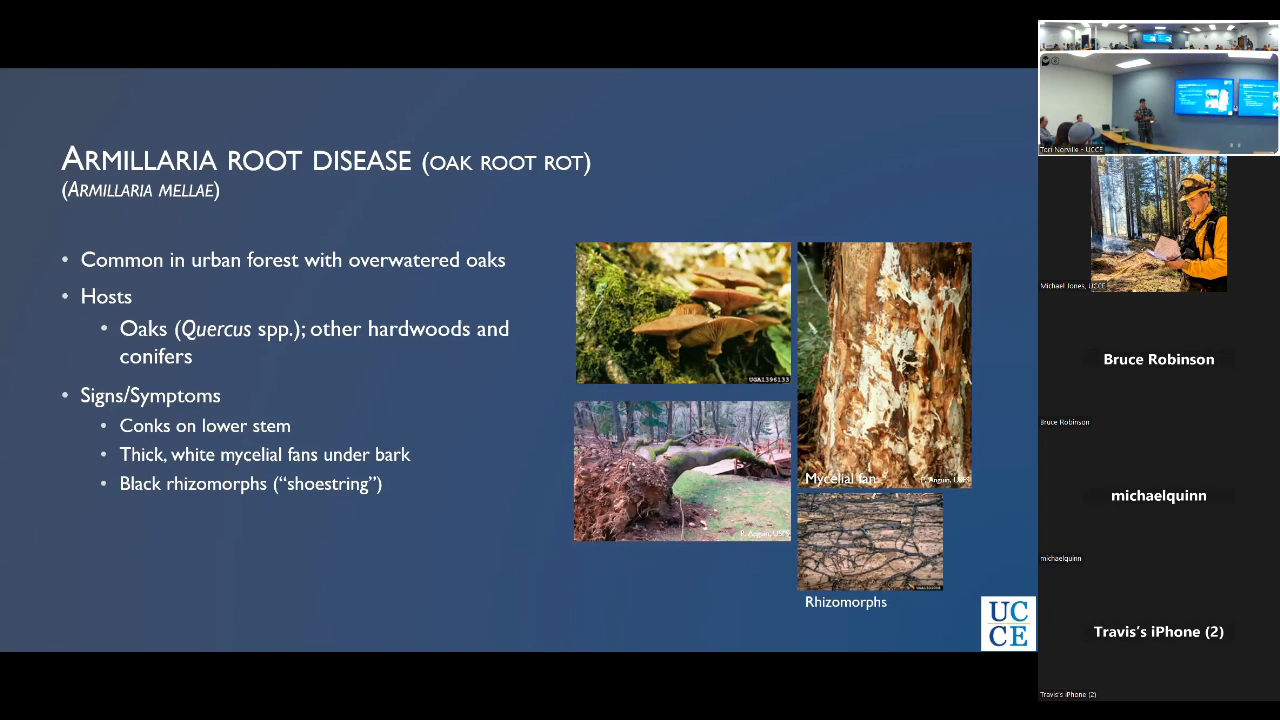 ARMILLARIA ROOT DISEASE (OAK ROOT ROT)
(ARMILLARIA MELLAE)
• Common in urban forest with overwatered oaks
• Hosts
• Oaks (Quercus spp.); other hardwoods and
conifers
• Signs/Symptoms
• Conks on lower stem
• Thick, white mycelial fans under bark
• Black rhizomorphs (“shoestring”)
UGA1396133
Mycelial fan
Rhizomorphs
UC
CE
Tori Norville - UCCE
Michael Jones, UCCE
Bruce Robinson
Bruce Robinson
michaelquinn
michaelquinn
Travis’s iPhone (2)
Travis’s iPhone (2)